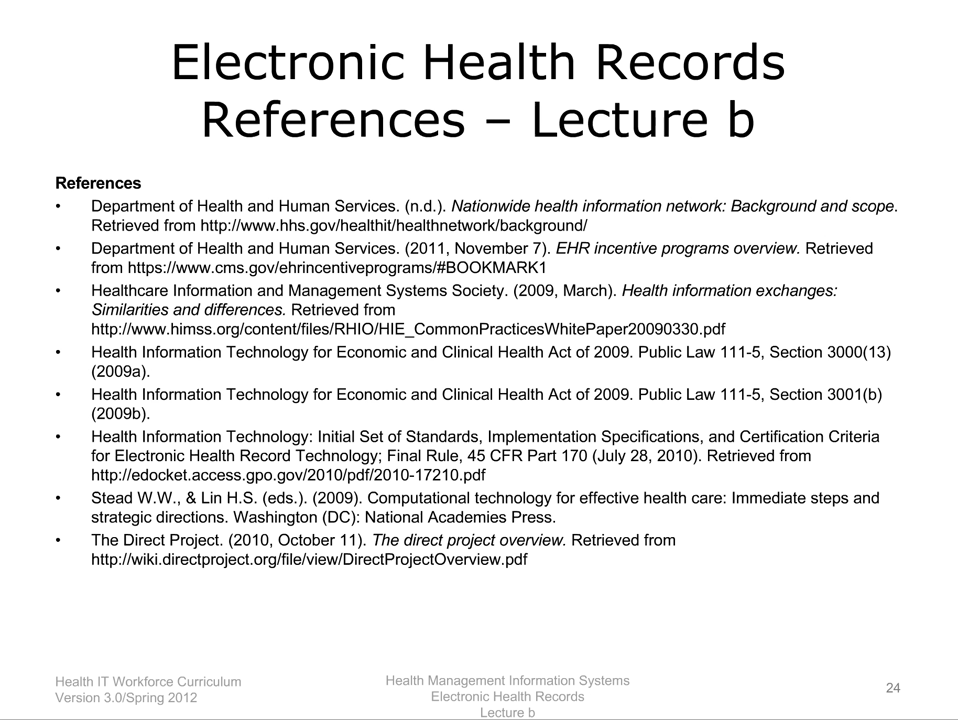 Electronic Health Records
References – Lecture b
References
• Department of Health and Human Services. (n.d.). Nationwide health information network: Background and scope.
Retrieved from http://www.hhs.gov/healthit/healthnetwork/background/
• Department of Health and Human Services. (2011, November 7). EHR incentive programs overview. Retrieved
from https://www.cms.gov/ehrincentiveprograms/#BOOKMARK1
• Healthcare Information and Management Systems Society. (2009, March). Health information exchanges:
Similarities and differences. Retrieved from
http://www.himss.org/content/files/RHIO/HIE_CommonPracticesWhitePaper20090330.pdf
• Health Information Technology for Economic and Clinical Health Act of 2009. Public Law 111-5, Section 3000(13)
(2009a).
• Health Information Technology for Economic and Clinical Health Act of 2009. Public Law 111-5, Section 3001(b)
(2009b).
• Health Information Technology: Initial Set of Standards, Implementation Specifications, and Certification Criteria
for Electronic Health Record Technology; Final Rule, 45 CFR Part 170 (July 28, 2010). Retrieved from
http://edocket.access.gpo.gov/2010/pdf/2010-17210.pdf
• Stead W.W., & Lin H.S. (eds.). (2009). Computational technology for effective health care: Immediate steps and
strategic directions. Washington (DC): National Academies Press.
• The Direct Project. (2010, October 11). The direct project overview. Retrieved from
http://wiki.directproject.org/file/view/DirectProjectOverview.pdf
Health IT Workforce Curriculum
Version 3.0/Spring 2012
Health Management Information Systems
Electronic Health Records
Lecture b
24